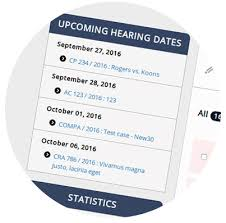 UPCOMING HEARING DATES
September 27, 2016
CP 234 / 2016 : Rogers vs. Koons
September 28, 2016
AC 123 / 2016 : 123
October 01, 2016
COMPA / 2016 : Test case - New30
October 06, 2016
CRA 786 / 2016 : Vivamus magna
justo, lacinia eget
STATISTICS
All